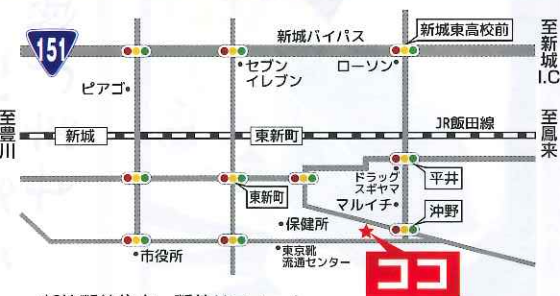 151
新城バイパス
新城東高校前
至新城I.C
セブン
イレブン
ローソン
ピアゴ
至豊川
新城
東新町
JR飯田線
至鳳来
ドラッグ
スギヤマ
平井
東新町
マルイチ
沖野
保健所
市役所
東京靴
流通センター
ココ